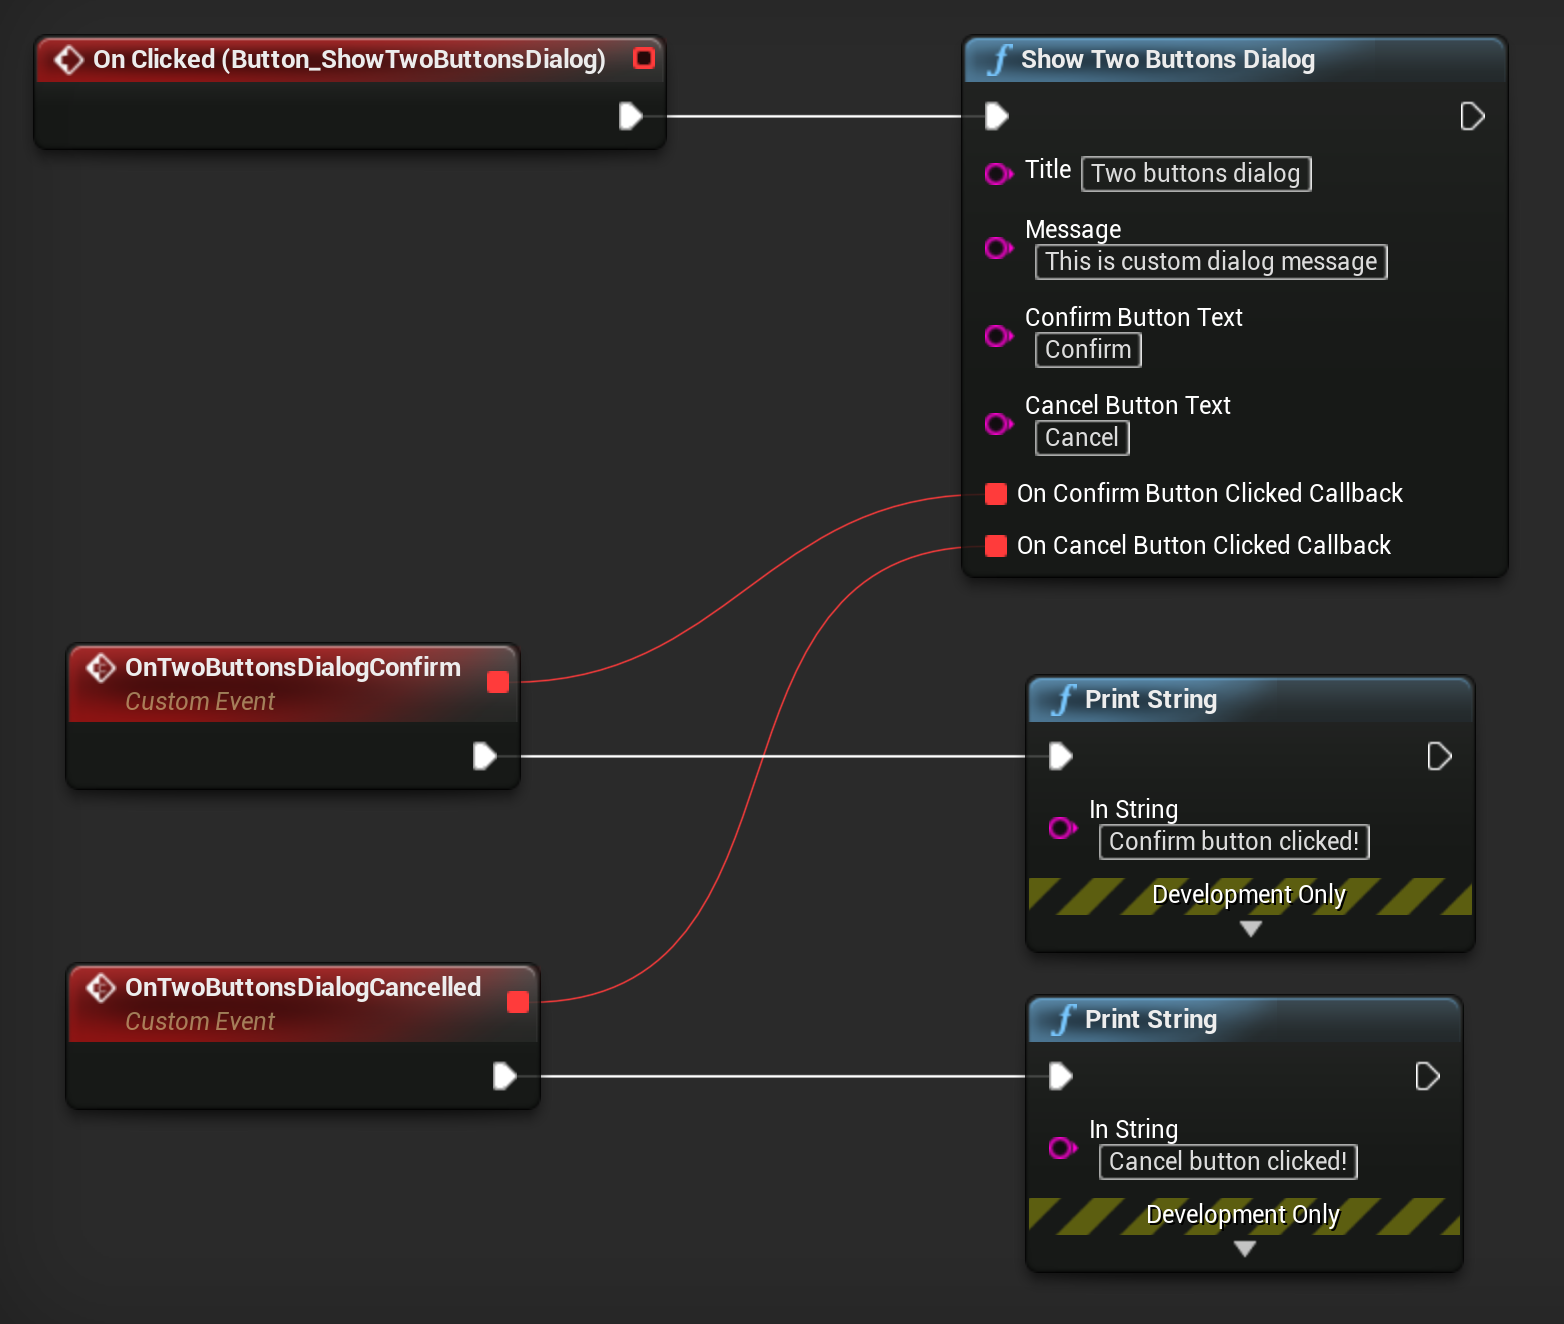 On Clicked (Button_ShowTwoButtonsDialog)
Show Two Buttons Dialog
Title Two buttons dialog
Message
This is custom dialog message
Confirm Button Text
Confirm
Cancel Button Text
Cancel
On Confirm Button Clicked Callback
On Cancel Button Clicked Callback
OnTwoButtonsDialogConfirm
Custom Event
Print String
In String
Confirm button clicked!
Development Only
OnTwoButtonsDialogCancelled
Custom Event
Print String
In String
Cancel button clicked!
Development Only